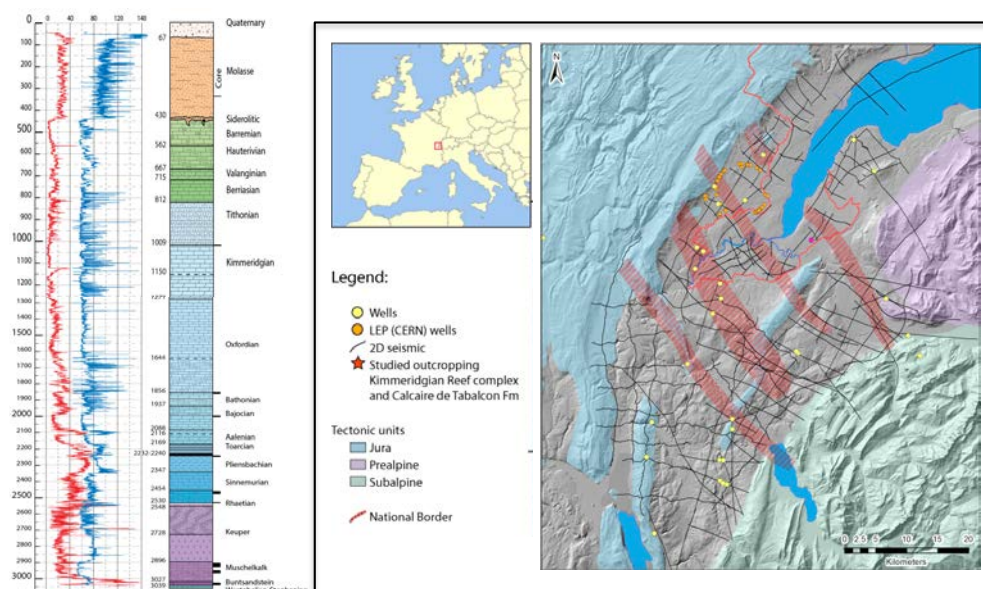 0 40 80 120 140
0
100
200
300
400
500
600
700
800
900
1000
1100
1200
1300
1400
1500
1600
1700
1800
1900
2000
2100
2200
2300
2400
2500
2600
2700
2800
2900
3000
67
430
562
667
715
812
1009
1150
1271
1644
1856
1937
2066
2116
2169
2232-2240
2347
2454
2530
2548
2728
2896
3027
3039
Core
Quaternary
Molasse
Siderolitic
Barremian
Hauterivian
Valanginian
Berriasian
Tithonian
Kimmeridgian
Oxfordian
Bathonian
Bajocian
Aalenian
Toarcian
Pliensbachian
Sinnemurian
Rhaetian
Keuper
Muschelkalk
Buntsandstein
Legend:
Wells
LEP (CERN) wells
2D seismic
Studied outcropping
Kimmeridgian Reef complex
and Calcaire de Tabalcon Fm
Tectonic units
Jura
Prealpine
Subalpine
National Border
N
0 2.5 5 10 15 20
Kilometers